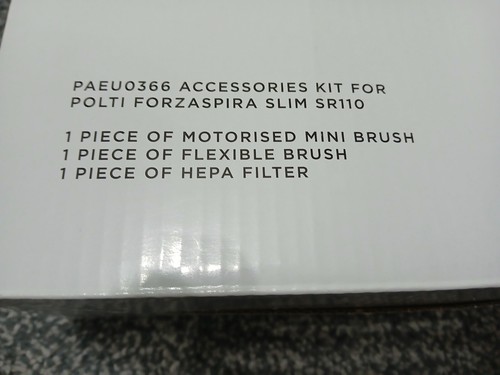 PAEU0366 ACCESSORIES KIT FOR
POLTI FORZASPIRA SLIM SR110
1 PIECE OF MOTORISED MINI BRUSH
1 PIECE OF FLEXIBLE BRUSH
1 PIECE OF HEPA FILTER